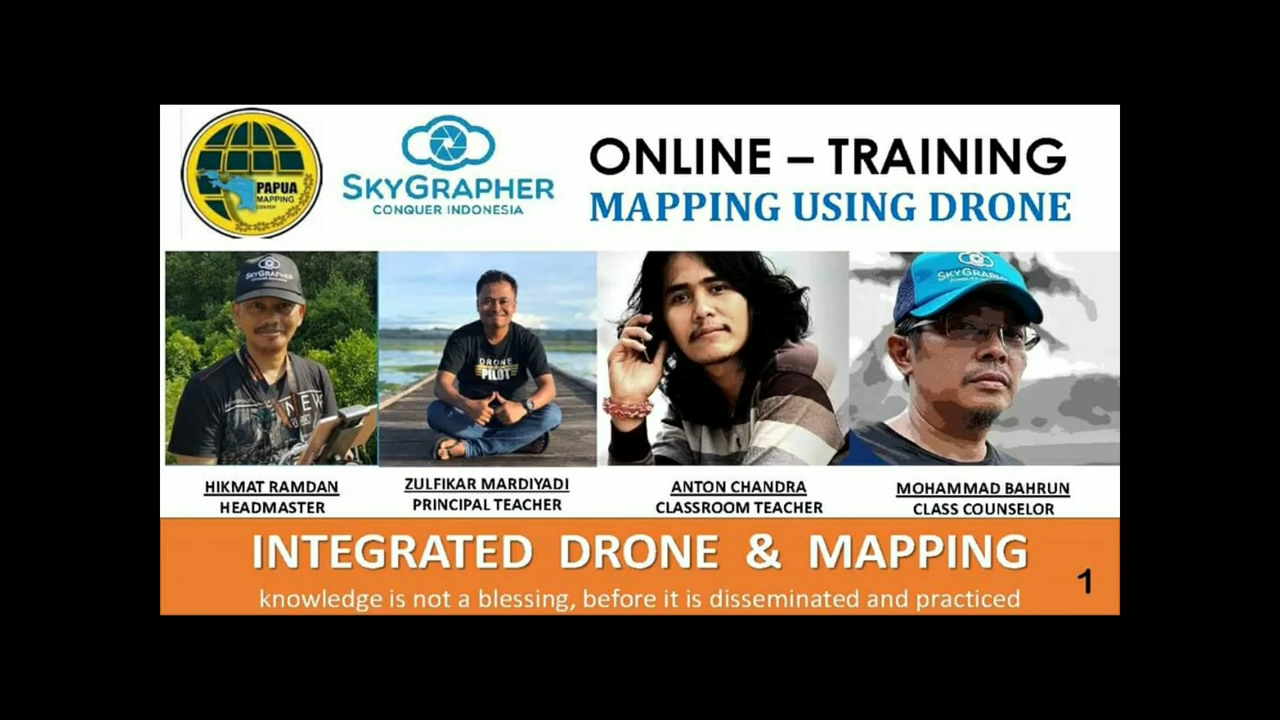 PAPUA
MAPPING
CENTER
SKYGRAPHER
CONQUER INDONESIA
ONLINE – TRAINING
MAPPING USING DRONE
SKYGRAPHER
NEW
DRONE
PILOT
SKYGRAPHER
HIKMAT RAMDAN
HEADMASTER
ZULFIKAR MARDIYADI
PRINCIPAL TEACHER
ANTON CHANDRA
CLASSROOM TEACHER
MOHAMMAD BAHRUN
CLASS COUNSELOR
INTEGRATED DRONE & MAPPING
1
knowledge is not a blessing, before it is disseminated and practiced